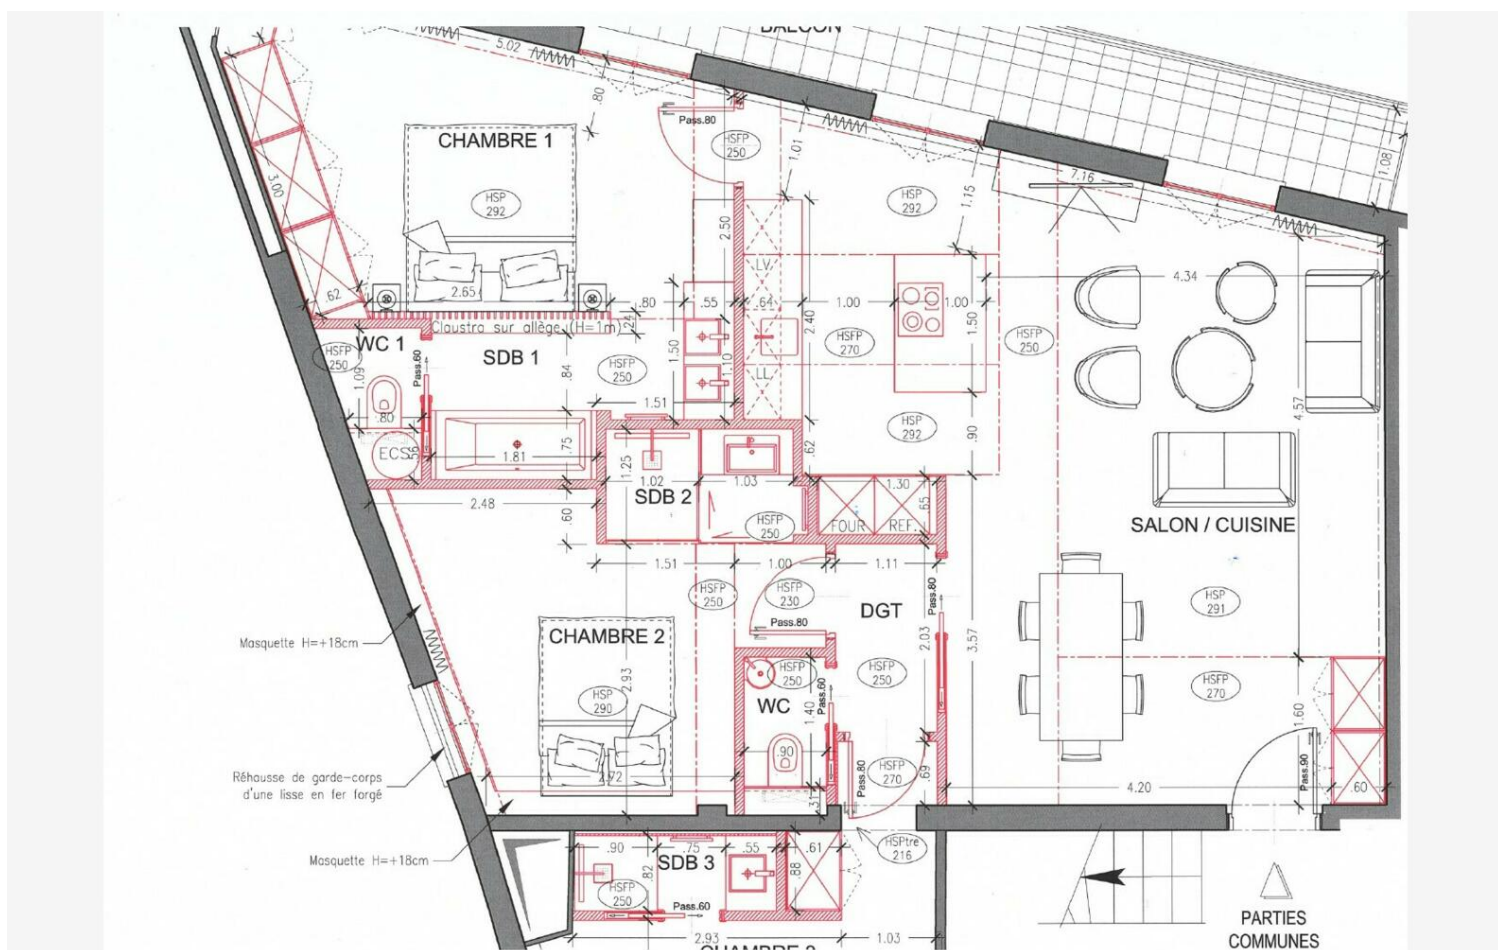 BALCON
5.02
.80
Pass.80
CHAMBRE 1
HSFP
250
1.01
1.08
7.16
3.00
HSP
292
HSP
292
1.15
2.50
LV
4.34
.62
2.65
.80
.55
.64
1.00
1.00
Claustra sur allège (H=1m)
.24
2.40
1.50
WC 1
HSFP
250
SDB 1
1.09
Pass.60
.84
HSFP
250
1.50
1.10
HSFP
270
HSFP
250
LL
.80
1.51
4.57
HSP
292
.90
ECS
.56
1.81
.75
1.25
.62
1.02
1.03
1.30
SDB 2
2.48
.60
HSFP
250
FOUR
REF.
.65
SALON / CUISINE
1.51
1.00
1.11
HSFP
250
HSFP
230
Pass.80
DGT
HSP
291
Pass.80
CHAMBRE 2
Masquette H=+18cm
2.03
3.57
2.93
HSP
290
HSFP
250
HSFP
250
HSFP
270
WC
Pass.60
1.40
1.60
.90
Réhausse de garde-corps
d'une lisse en fer forgé
2.72
Pass.80
HSFP
270
.69
Pass.90
4.20
.60
.31
Masquette H=+18cm
.90
.75
.55
.61
HSPtre
216
SDB 3
.82
.88
HSFP
250
Pass.60
2.93
1.03
PARTIES
COMMUNES